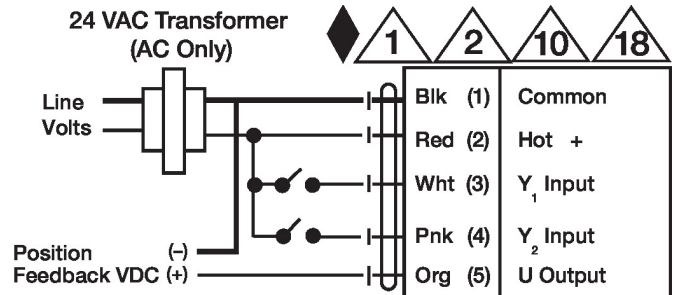 24 VAC Transformer
(AC Only)
1 2 10 18
Line
Volts
Blk (1) Common
Red (2) Hot +
Wht (3) Y1 Input
Pnk (4) Y2 Input
Position (–)
Feedback VDC (+)
Org (5) U Output